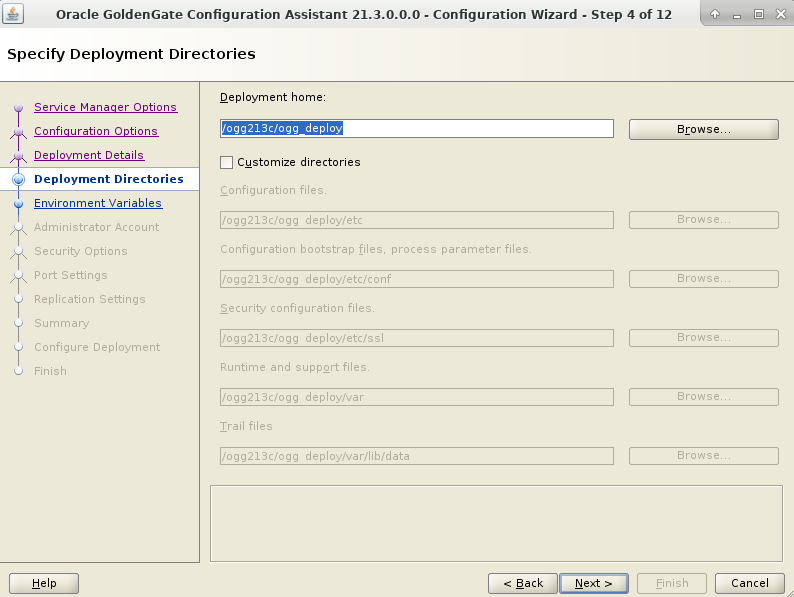 Oracle GoldenGate Configuration Assistant 21.3.0.0.0 - Configuration Wizard - Step 4 of 12
Specify Deployment Directories
Service Manager Options
Configuration Options
Deployment Details
Deployment Directories
Environment Variables
Administrator Account
Security Options
Port Settings
Replication Settings
Summary
Configure Deployment
Finish
Deployment home:
/ogg213c/ogg_deploy Browse...
Customize directories
Configuration files.
/ogg213c/ogg_deploy/etc Browse...
Configuration bootstrap files, process parameter files.
/ogg213c/ogg_deploy/etc/conf Browse...
Security configuration files.
/ogg213c/ogg_deploy/etc/ssl Browse...
Runtime and support files.
/ogg213c/ogg_deploy/var Browse...
Trail files
/ogg213c/ogg_deploy/var/lib/data Browse...
Help < Back Next > Finish Cancel